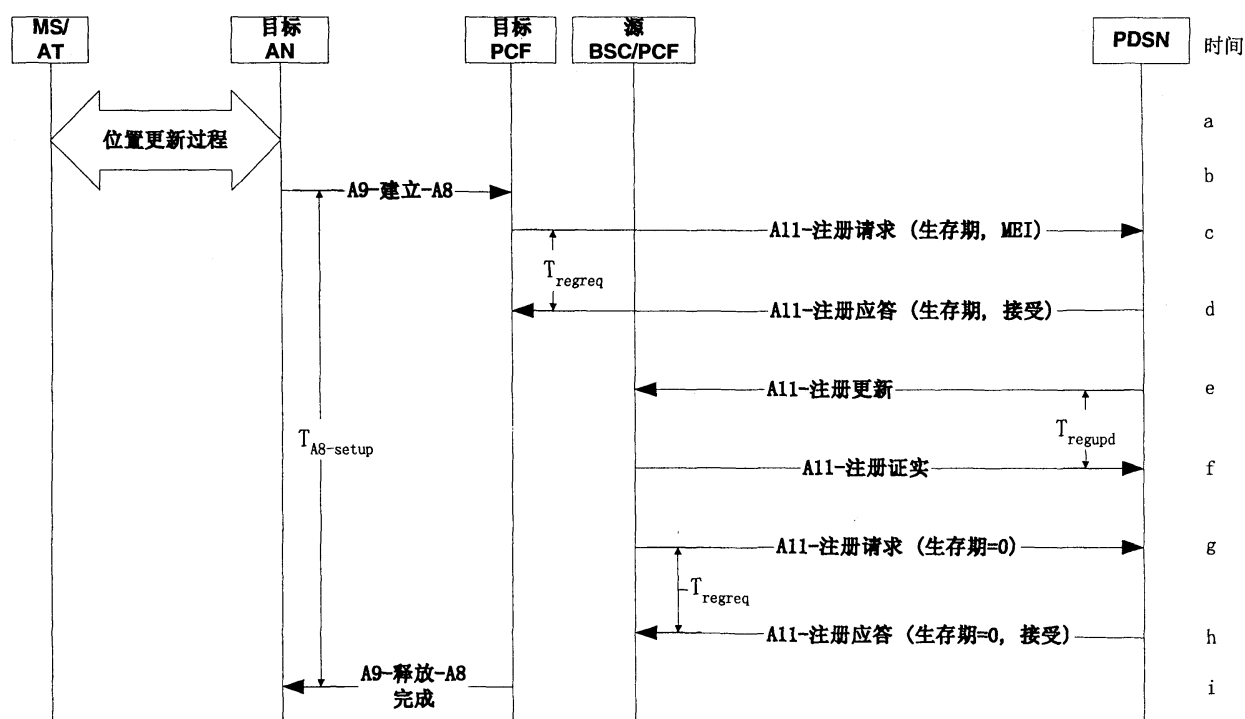 MS/
AT
目标
AN
目标
PCF
源
BSC/PCF
PDSN
时间
位置更新过程
a
A9-建立-A8
b
A11-注册请求 (生存期, MEI)
c
T regreq
A11-注册应答 (生存期, 接受)
d
A11-注册更新
e
T A8-setup
T regupd
A11-注册证实
f
A11-注册请求 (生存期=0)
g
T regreq
A11-注册应答 (生存期=0, 接受)
h
A9-释放-A8
完成
i